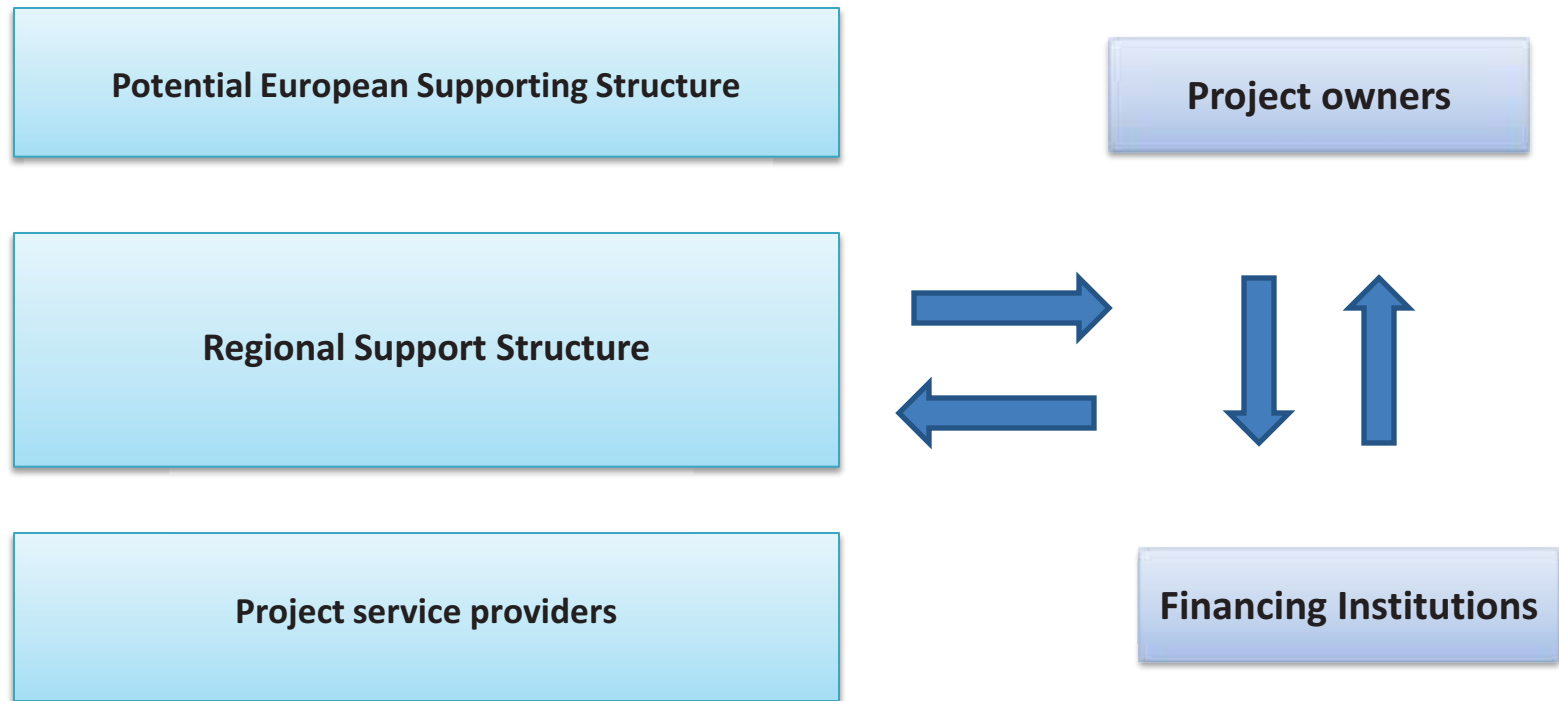 Potential European Supporting Structure
Project owners
Regional Support Structure
Project service providers
Financing Institutions